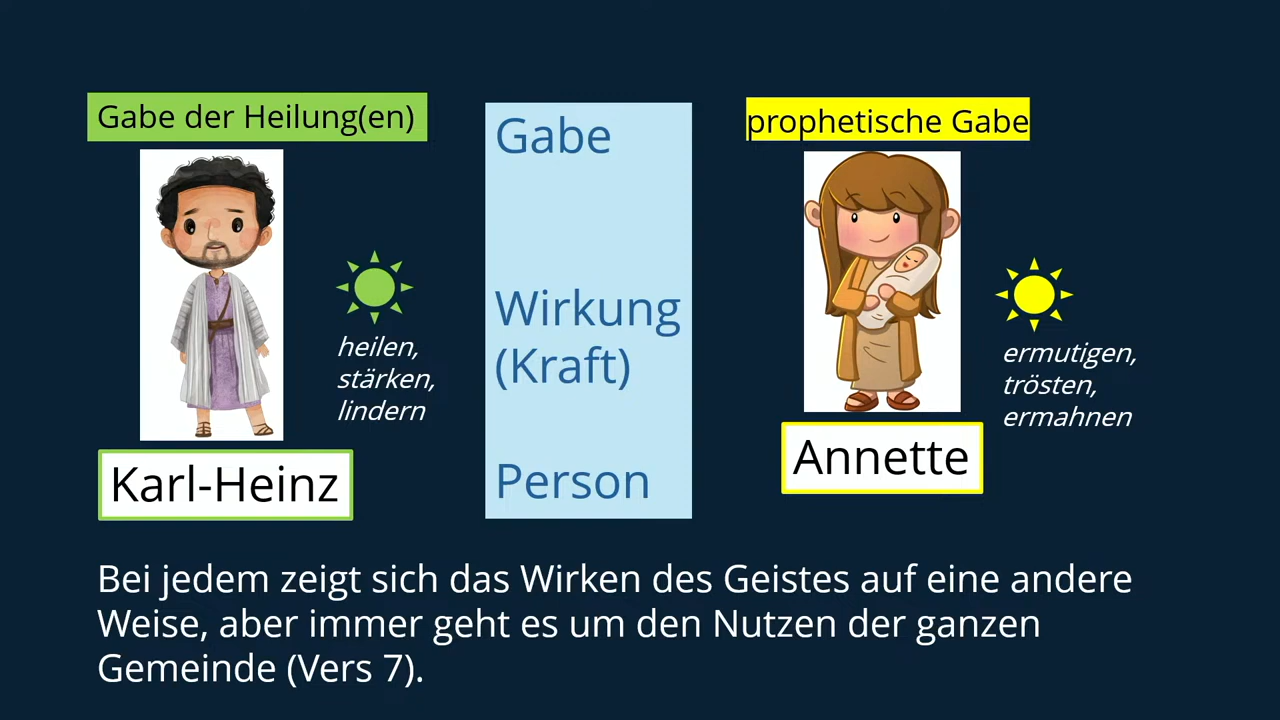 Gabe der Heilung(en)
heilen,
stärken,
lindern
Karl-Heinz
Gabe
Wirkung
(Kraft)
Person
prophetische Gabe
ermutigen,
trösten,
ermahnen
Annette
Bei jedem zeigt sich das Wirken des Geistes auf eine andere
Weise, aber immer geht es um den Nutzen der ganzen
Gemeinde (Vers 7).